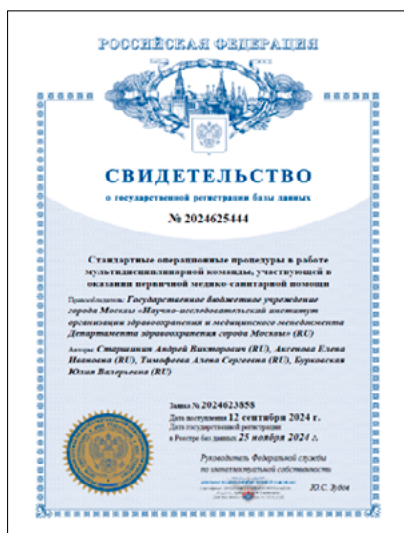 РОССИЙСКАЯ ФЕДЕРАЦИЯ
СВИДЕТЕЛЬСТВО
о государственной регистрации базы данных
№ 2024625444
Стандартные операционные процедуры в работе
мультидисциплинарной команды, участвующей в
оказании первичной медико-санитарной помощи
Правообладатель: Государственное бюджетное учреждение
города Москвы «Научно-исследовательский институт
организации здравоохранения и медицинского менеджмента
Департамента здравоохранения города Москвы» (RU)
Авторы: Старшинин Андрей Викторович (RU), Аксенова Елена
Ивановна (RU), Тимофеева Алена Сергеевна (RU), Бурковская
Юлия Валерьевна (RU)
Заявка № 2024623858
Дата поступления 12 сентября 2024 г.
Дата государственной регистрации
в Реестре баз данных 25 ноября 2024 г.
Руководитель Федеральной службы
по интеллектуальной собственности
Ю.С. Зубов